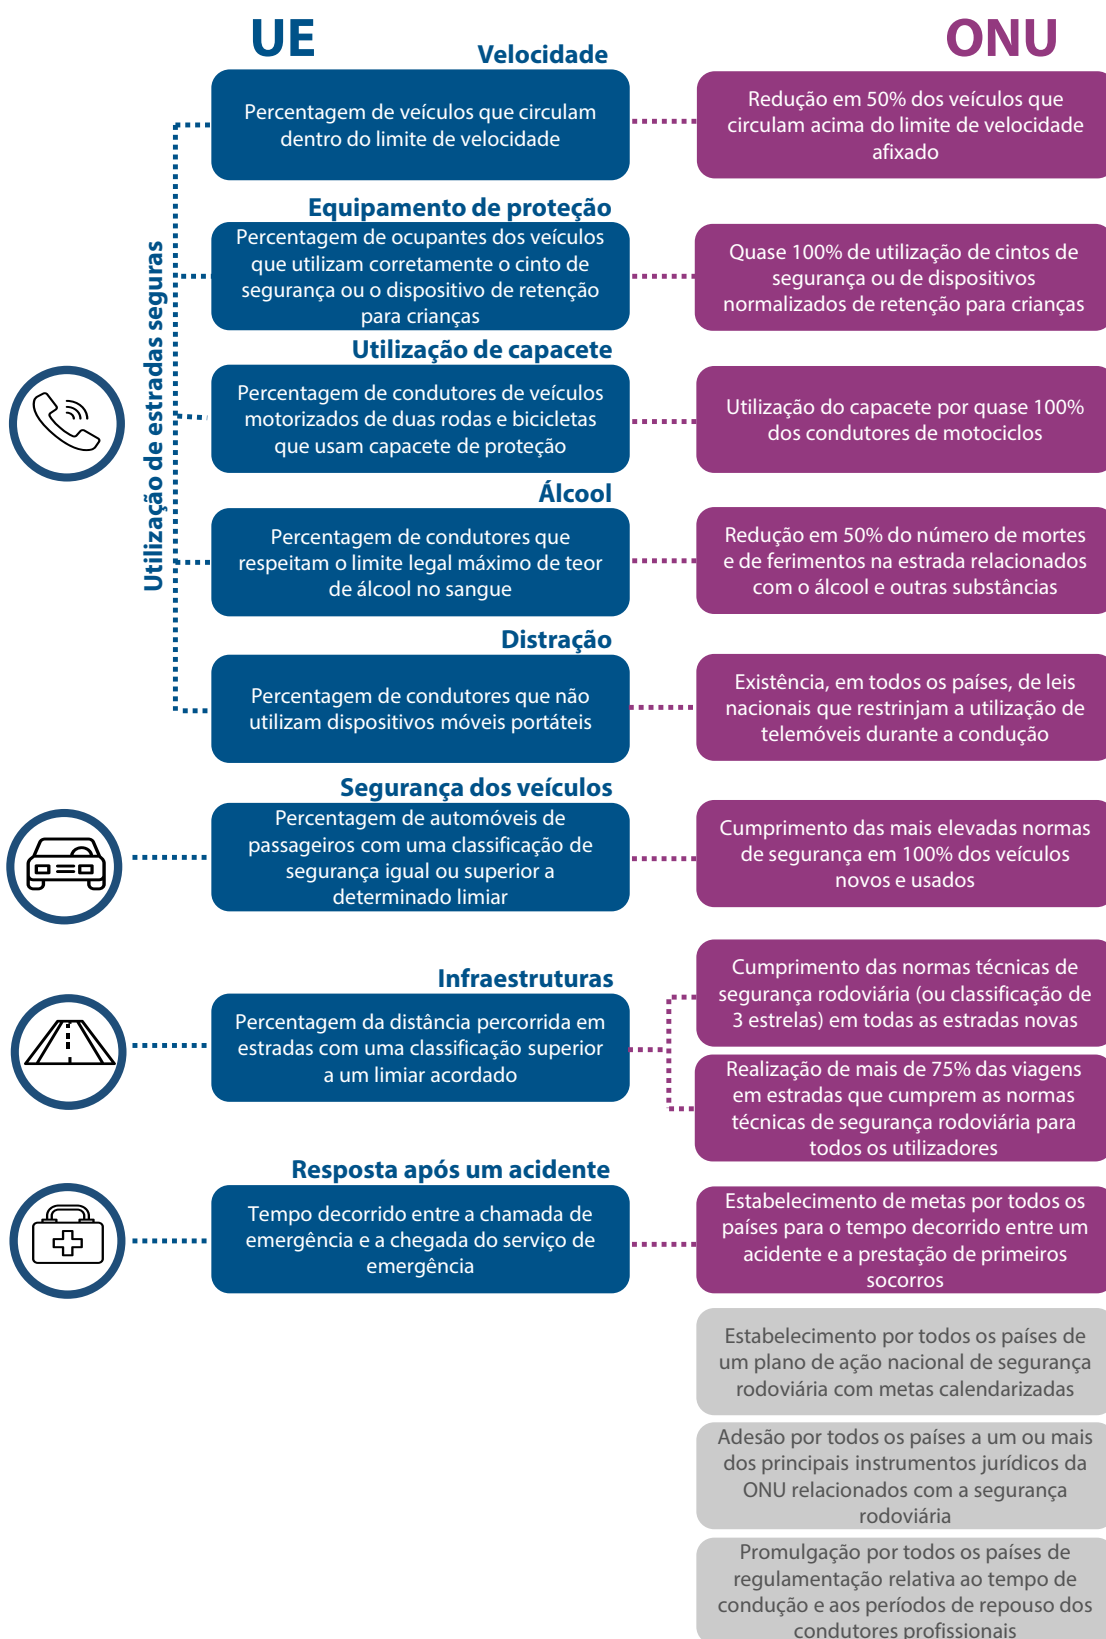 UE
ONU
Utilização de estradas seguras
Velocidade
Percentagem de veículos que circulam
dentro do limite de velocidade
Redução em 50% dos veículos que
circulam acima do limite de velocidade
afixado
Equipamento de proteção
Percentagem de ocupantes dos veículos
que utilizam corretamente o cinto de
segurança ou o dispositivo de retenção
para crianças
Quase 100% de utilização de cintos de
segurança ou de dispositivos
normalizados de retenção para crianças
Utilização de capacete
Percentagem de condutores de veículos
motorizados de duas rodas e bicicletas
que usam capacete de proteção
Utilização do capacete por quase 100%
dos condutores de motociclos
Álcool
Percentagem de condutores que
respeitam o limite legal máximo de teor
de álcool no sangue
Redução em 50% do número de mortes
e de ferimentos na estrada relacionados
com o álcool e outras substâncias
Distração
Percentagem de condutores que não
utilizam dispositivos móveis portáteis
Existência, em todos os países, de leis
nacionais que restrinjam a utilização de
telemóveis durante a condução
Segurança dos veículos
Percentagem de automóveis de
passageiros com uma classificação de
segurança igual ou superior a
determinado limiar
Cumprimento das mais elevadas normas
de segurança em 100% dos veículos
novos e usados
Infraestruturas
Percentagem da distância percorrida em
estradas com uma classificação superior
a um limiar acordado
Cumprimento das normas técnicas de
segurança rodoviária (ou classificação de
3 estrelas) em todas as estradas novas
Realização de mais de 75% das viagens
em estradas que cumprem as normas
técnicas de segurança rodoviária para
todos os utilizadores
Resposta após um acidente
Tempo decorrido entre a chamada de
emergência e a chegada do serviço de
emergência
Estabelecimento de metas por todos os
países para o tempo decorrido entre um
acidente e a prestação de primeiros
socorros
Estabelecimento por todos os países de
um plano de ação nacional de segurança
rodoviária com metas calendarizadas
Adesão por todos os países a um ou mais
dos principais instrumentos jurídicos da
ONU relacionados com a segurança
rodoviária
Promulgação por todos os países de
regulamentação relativa ao tempo de
condução e aos períodos de repouso dos
condutores profissionais